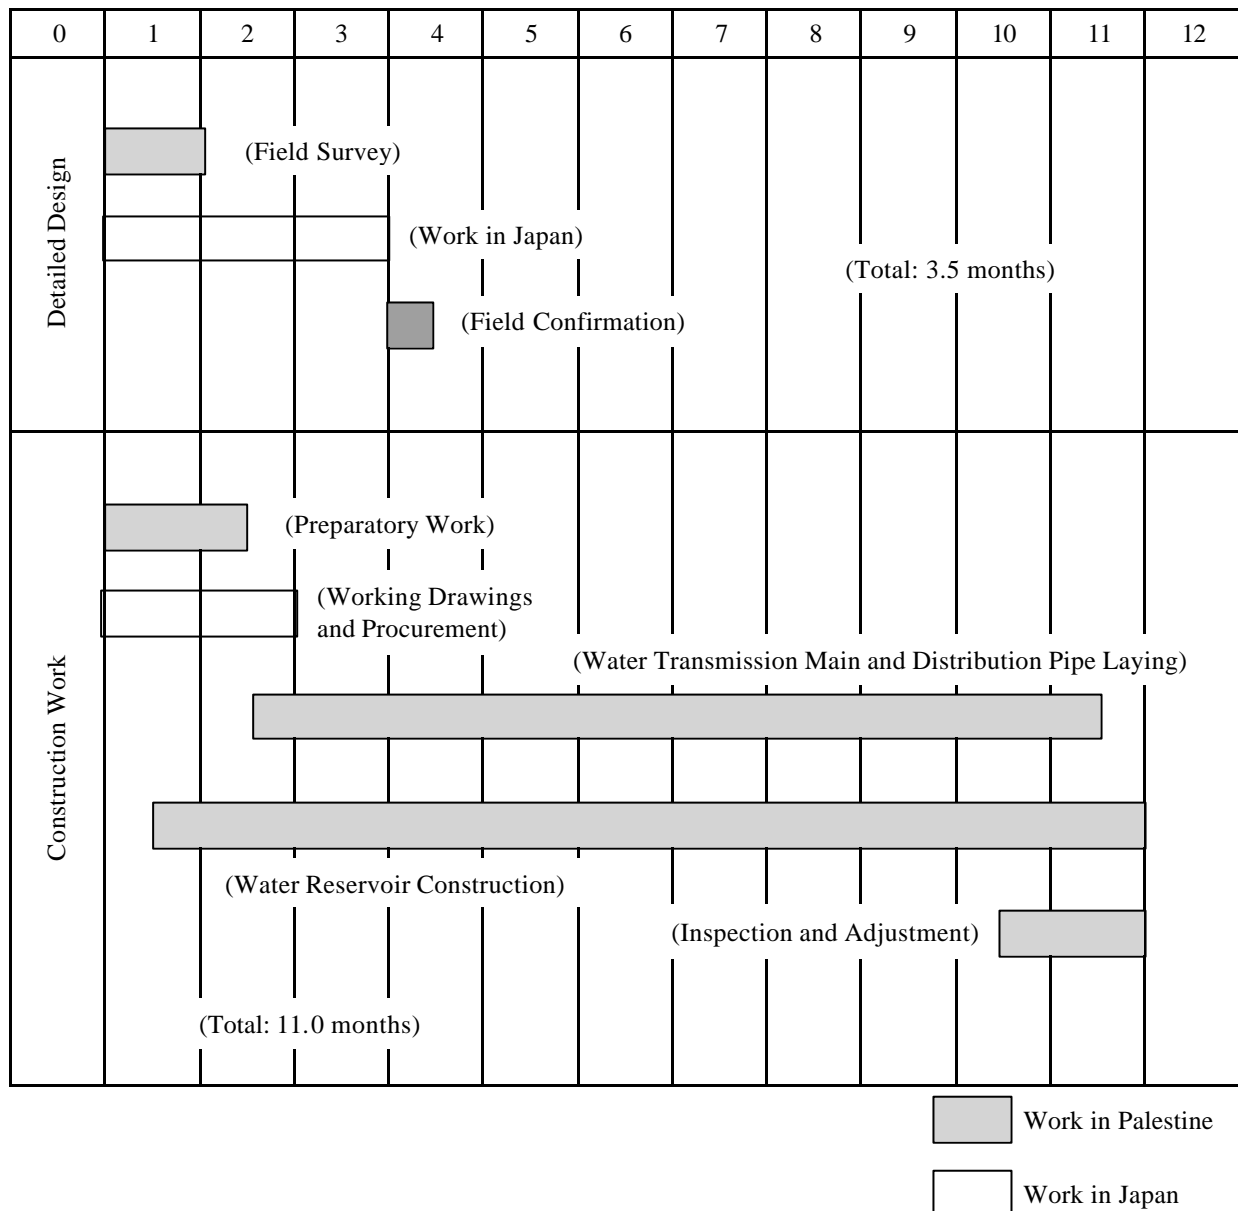 0 1 2 3 4 5 6 7 8 9 10 11 12
Detailed Design
(Field Survey)
(Work in Japan)
(Total: 3.5 months)
(Field Confirmation)
Construction Work
(Preparatory Work)
(Working Drawings
and Procurement)
(Water Transmission Main and Distribution Pipe Laying)
(Water Reservoir Construction)
(Inspection and Adjustment)
(Total: 11.0 months)
Work in Palestine
Work in Japan